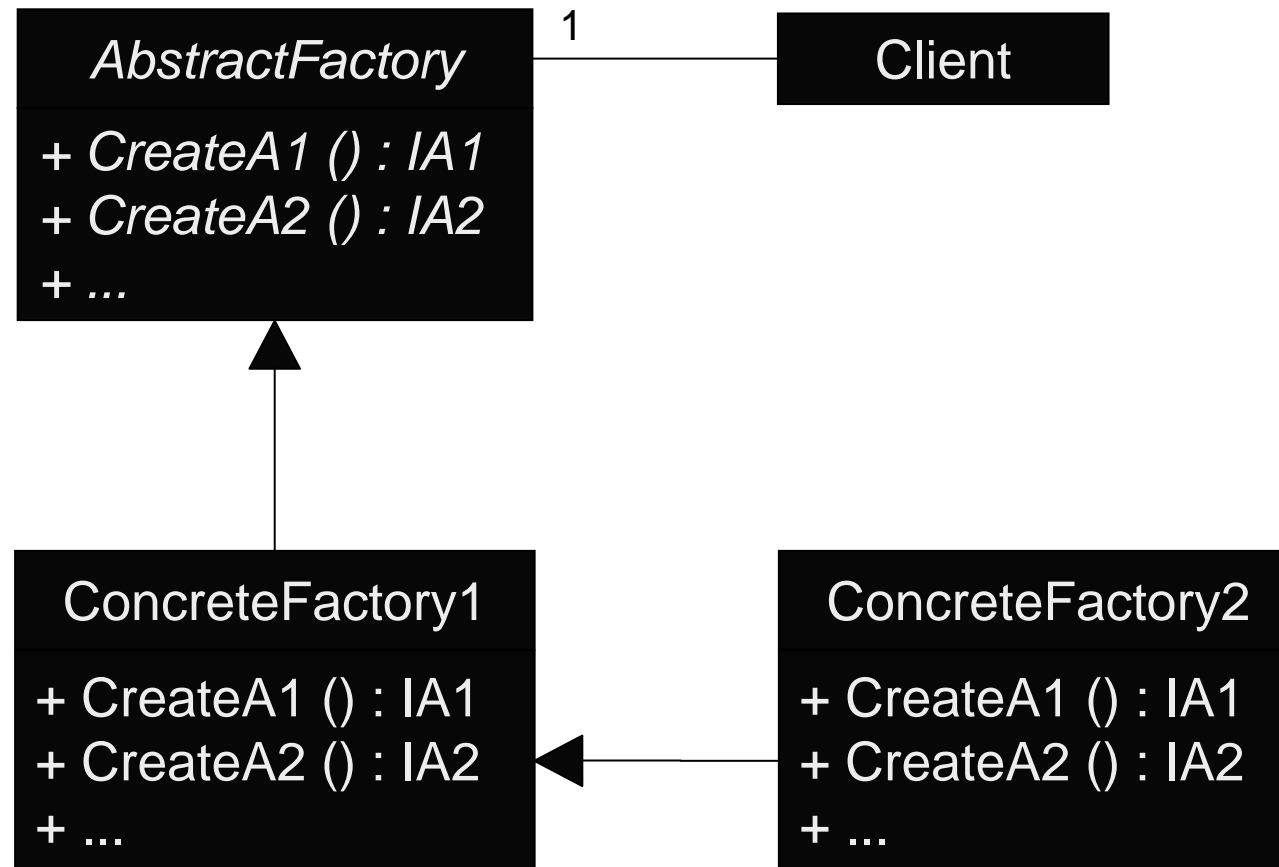 AbstractFactory
+ CreateA1 () : IA1
+ CreateA2 () : IA2
+ ...
1
Client
ConcreteFactory1
+ CreateA1 () : IA1
+ CreateA2 () : IA2
+ ...
ConcreteFactory2
+ CreateA1 () : IA1
+ CreateA2 () : IA2
+ ...